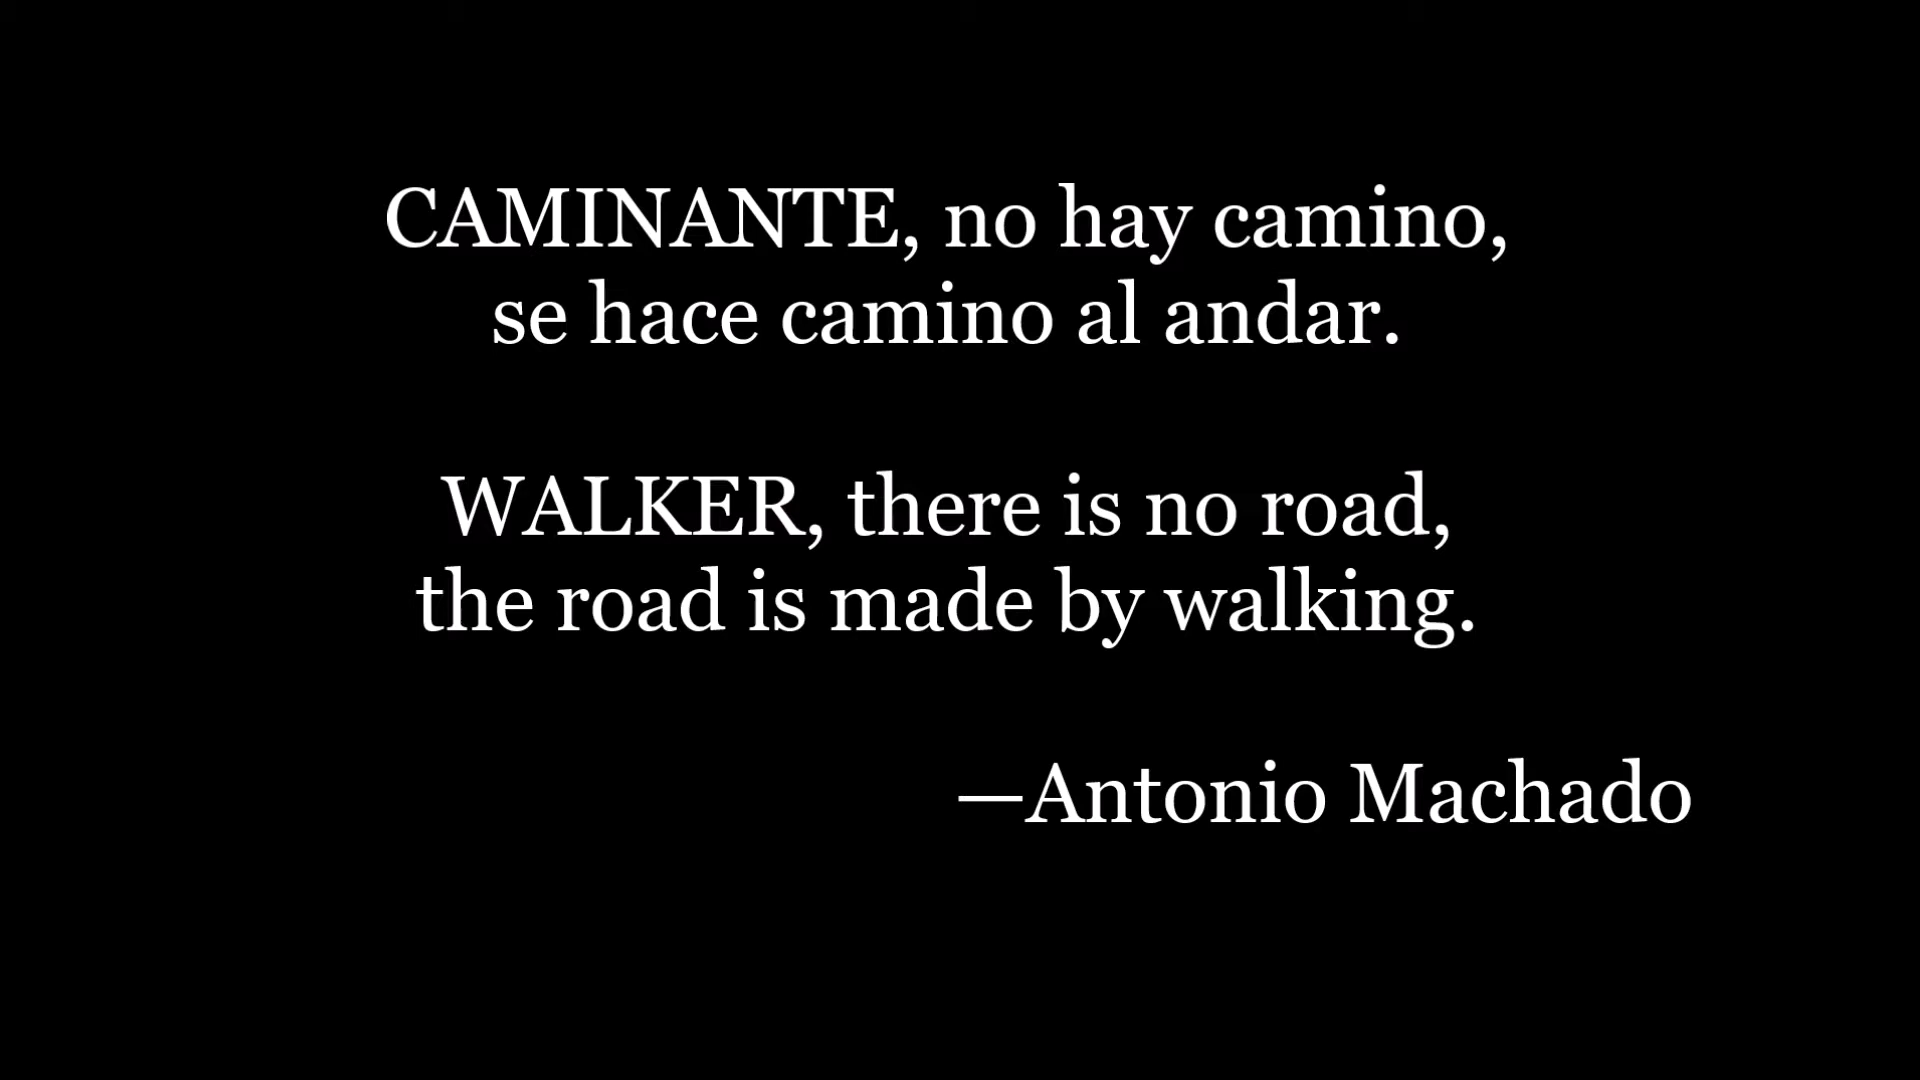 CAMINANTE, no hay camino,
se hace camino al andar.
WALKER, there is no road,
the road is made by walking.
—Antonio Machado